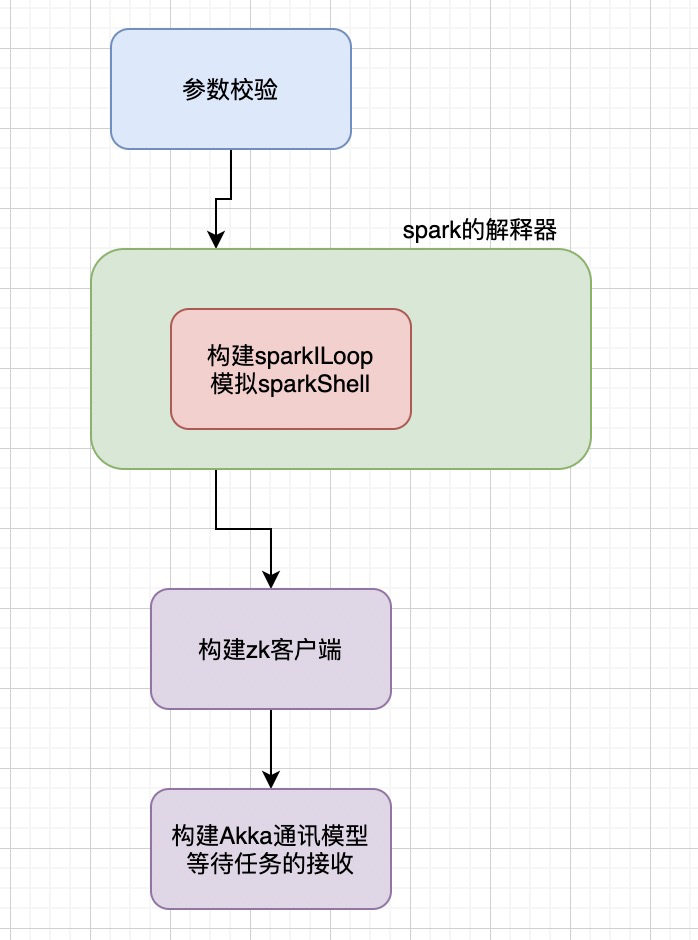 参数校验
spark的解释器
构建sparkILoop
模拟sparkShell
构建zk客户端
构建Akka通讯模型
等待任务的接收